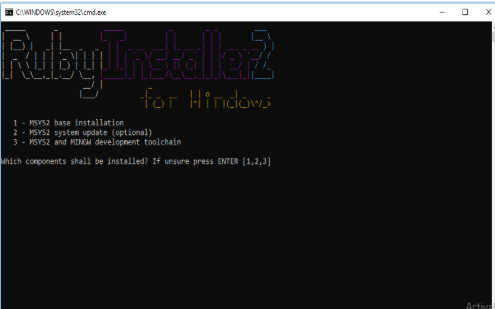 C:\WINDOWS\system32\cmd.exe
RubyInstaller2
for Windows
1 - MSYS2 base installation
2 - MSYS2 system update (optional)
3 - MSYS2 and MINGW development toolchain
Which components shall be installed? If unsure press ENTER [1,2,3]